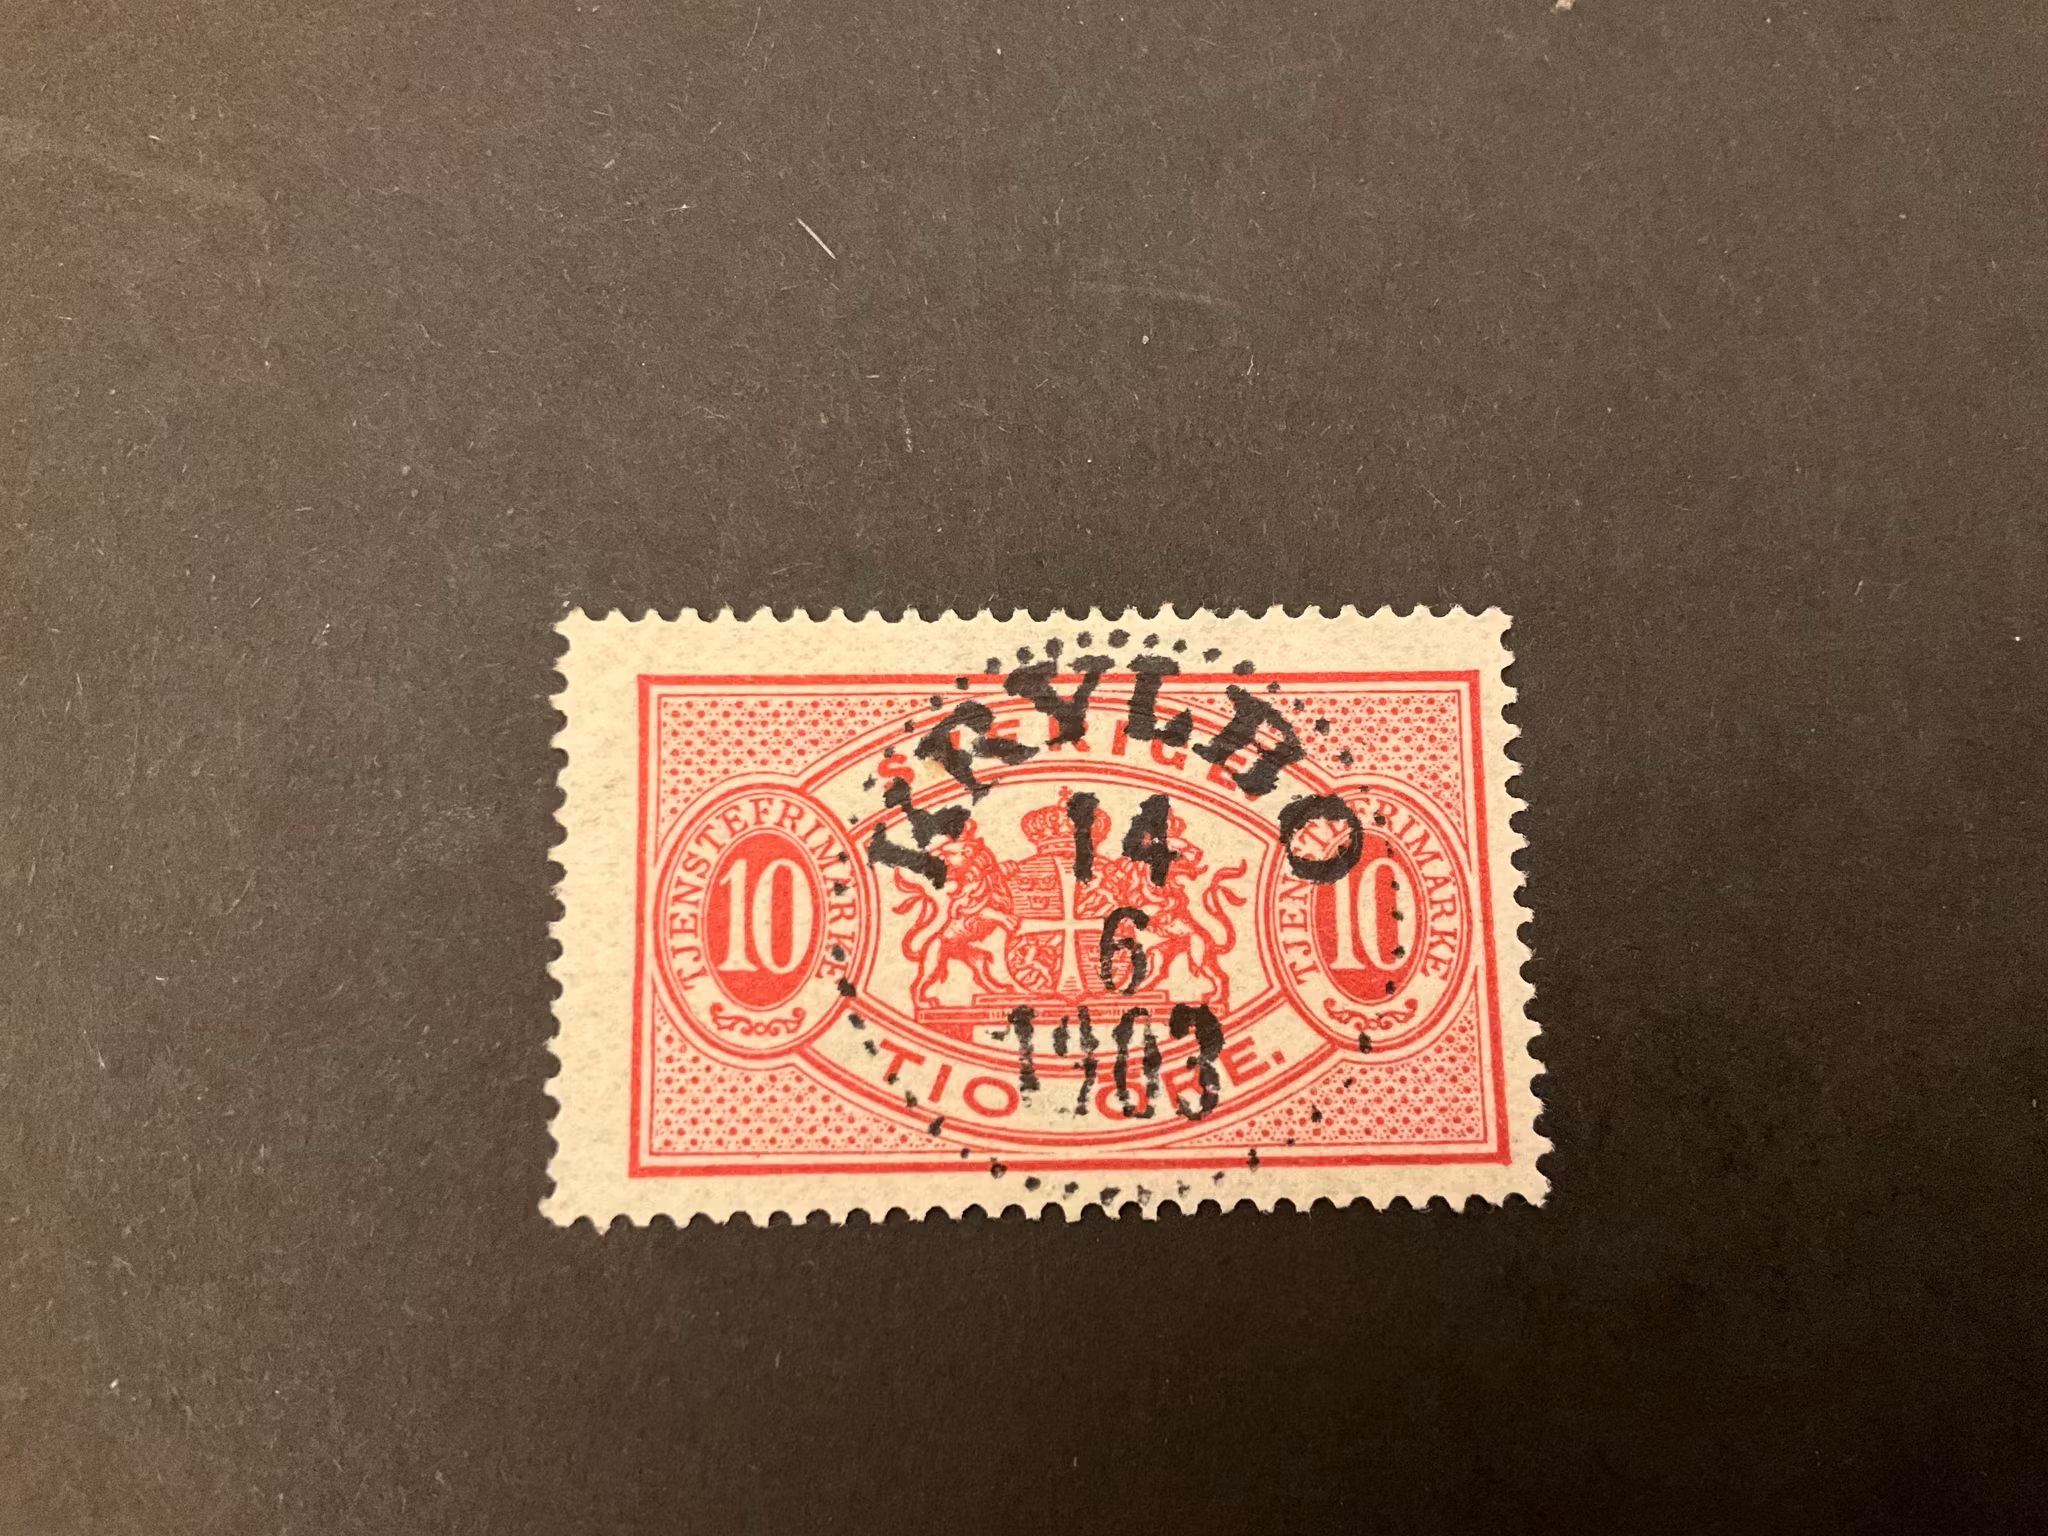 KRYLBO
SVERIGE
14
6
1903
TJENSTEFRIMÄRKE
10
TJENSTEFRIMÄRKE
10
TIO ÖRE.